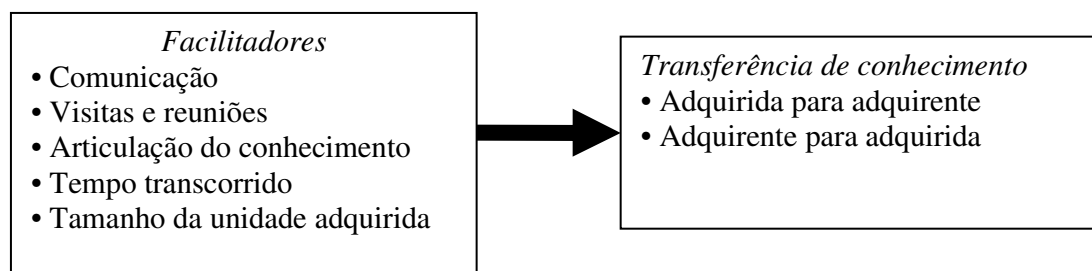 Facilitadores
• Comunicação
• Visitas e reuniões
• Articulação do conhecimento
• Tempo transcorrido
• Tamanho da unidade adquirida
Transferência de conhecimento
• Adquirida para adquirente
• Adquirente para adquirida